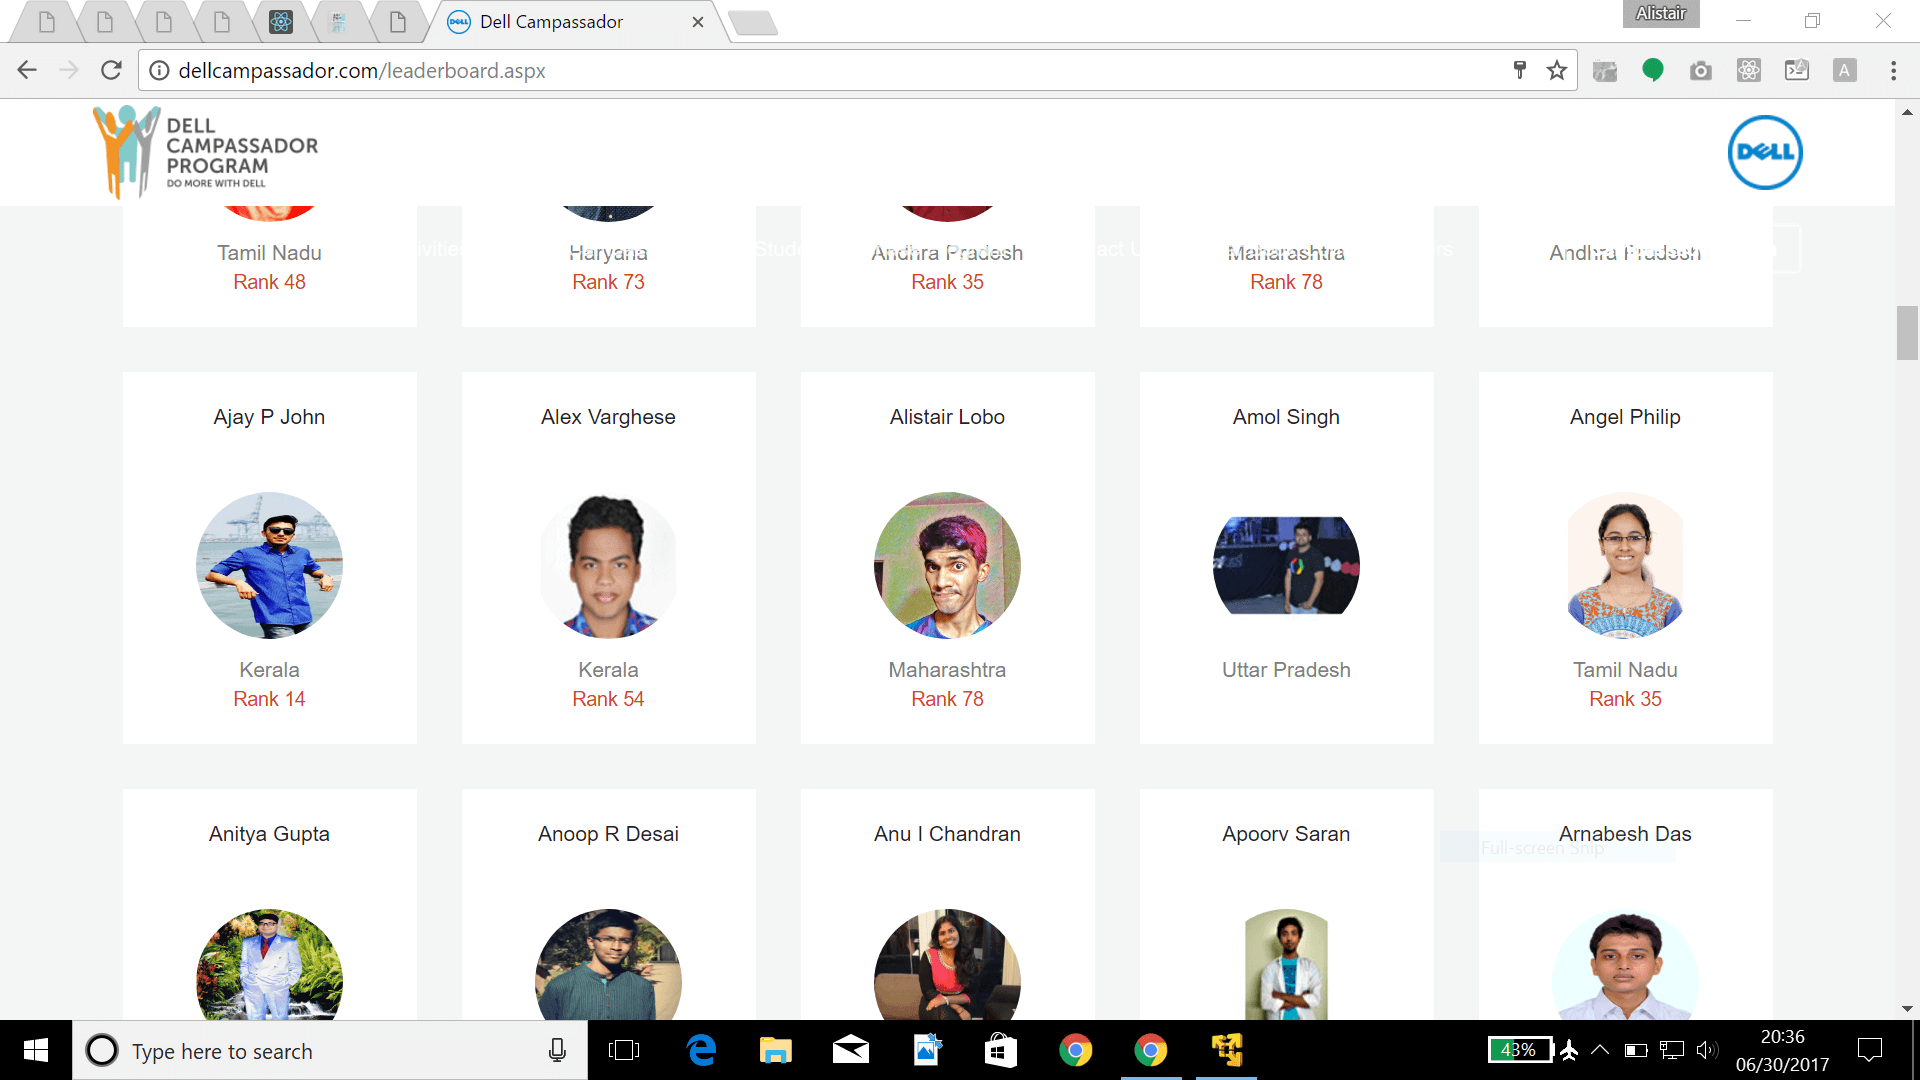 Alistair
Dell Campassador
dellcampassador.com/leaderboard.aspx
A
DELL
CAMPASSADOR
PROGRAM
DO MORE WITH DELL
DELL
Tamil Nadu
Rank 48
Haryana
Rank 73
Andhra Pradesh
Rank 35
Maharashtra
Rank 78
Andhra Pradesh
Ajay P John
Kerala
Rank 14
Alex Varghese
Kerala
Rank 54
Alistair Lobo
Maharashtra
Rank 78
Amol Singh
Uttar Pradesh
Angel Philip
Tamil Nadu
Rank 35
Anitya Gupta
Anoop R Desai
Anu I Chandran
Apoorv Saran
Arnabesh Das
Full-screen Snip
Type here to search
43%
20:36
06/30/2017